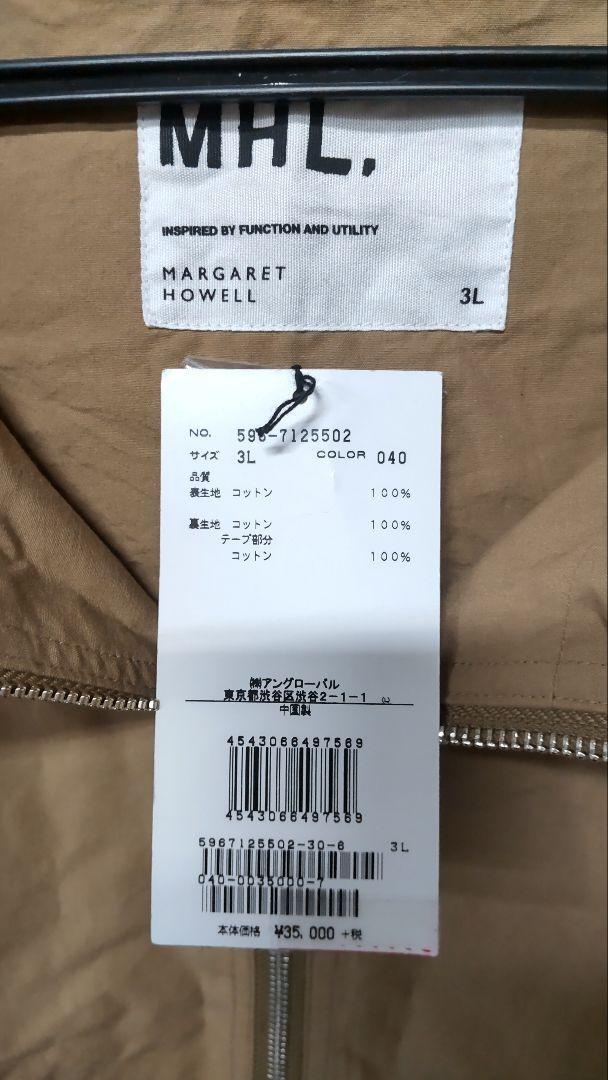 MHL.
INSPIRED BY FUNCTION AND UTILITY
MARGARET
HOWELL 3L
NO. 596-7125502
サイズ 3L COLOR 040
品質
表生地 コットン 100%
裏生地 コットン 100%
テープ部分
コットン 100%
㈱アングローバル
東京都渋谷区渋谷2-1-1
中国製
4543066497569
4543066497569
5967125502-30-6 3L
040-0035000-7
本体価格 ¥35,000 +税